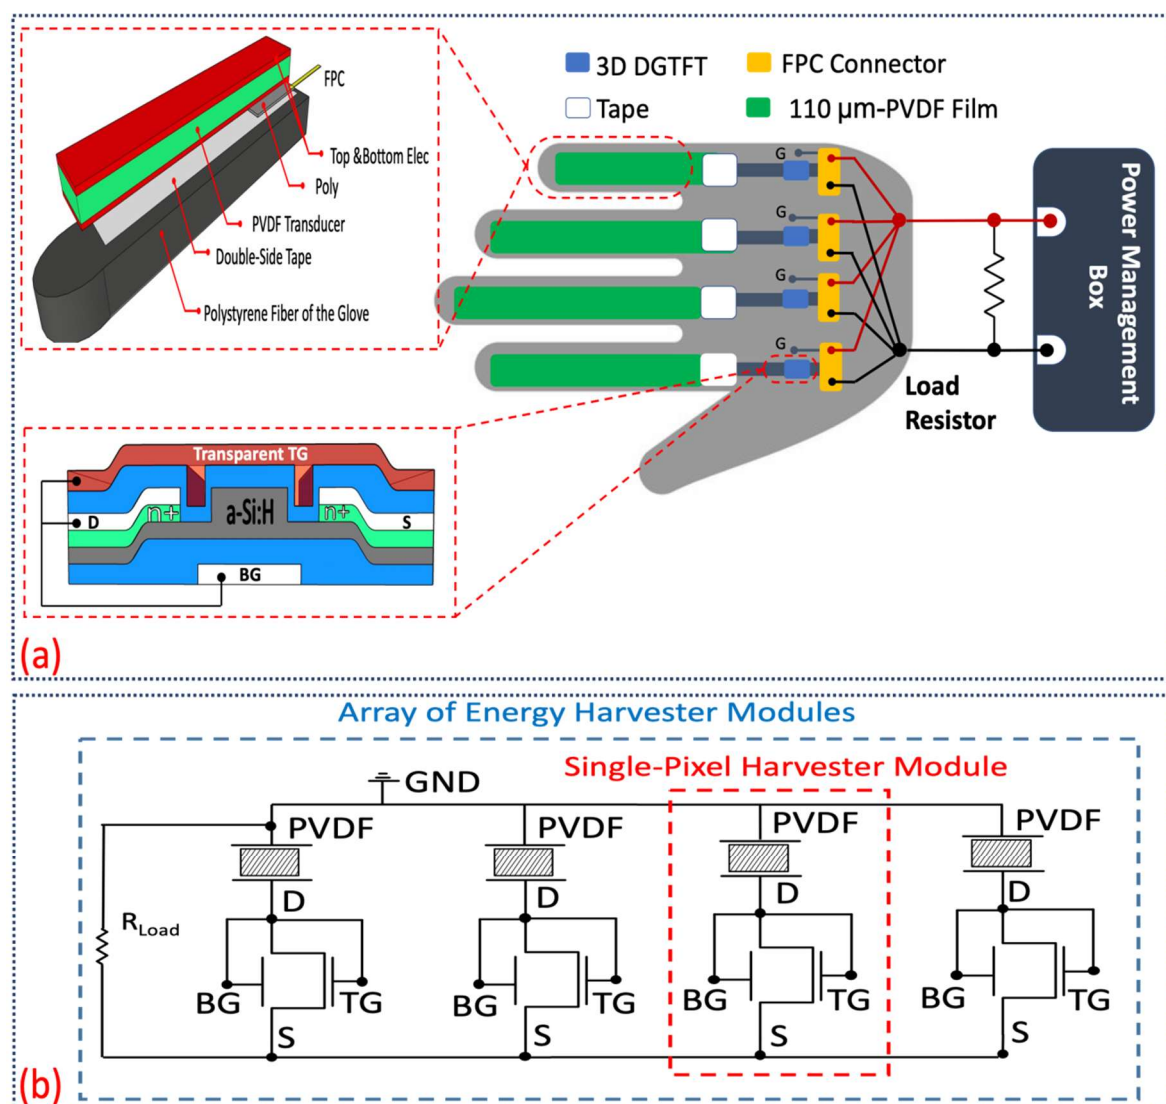 3D DGTFT
FPC Connector
Tape
110 µm-PVDF Film
FPC
Top &Bottom Elec
Poly
PVDF Transducer
Double-Side Tape
Polystyrene Fiber of the Glove
G
G
G
G
Load
Resistor
Power Management
Box
Transparent TG
D
n+
a-Si:H
n+
S
BG
(a)
Array of Energy Harvester Modules
Single-Pixel Harvester Module
GND
PVDF
PVDF
PVDF
PVDF
D
D
D
D
RLoad
BG
TG
BG
TG
BG
TG
BG
TG
S
S
S
S
(b)